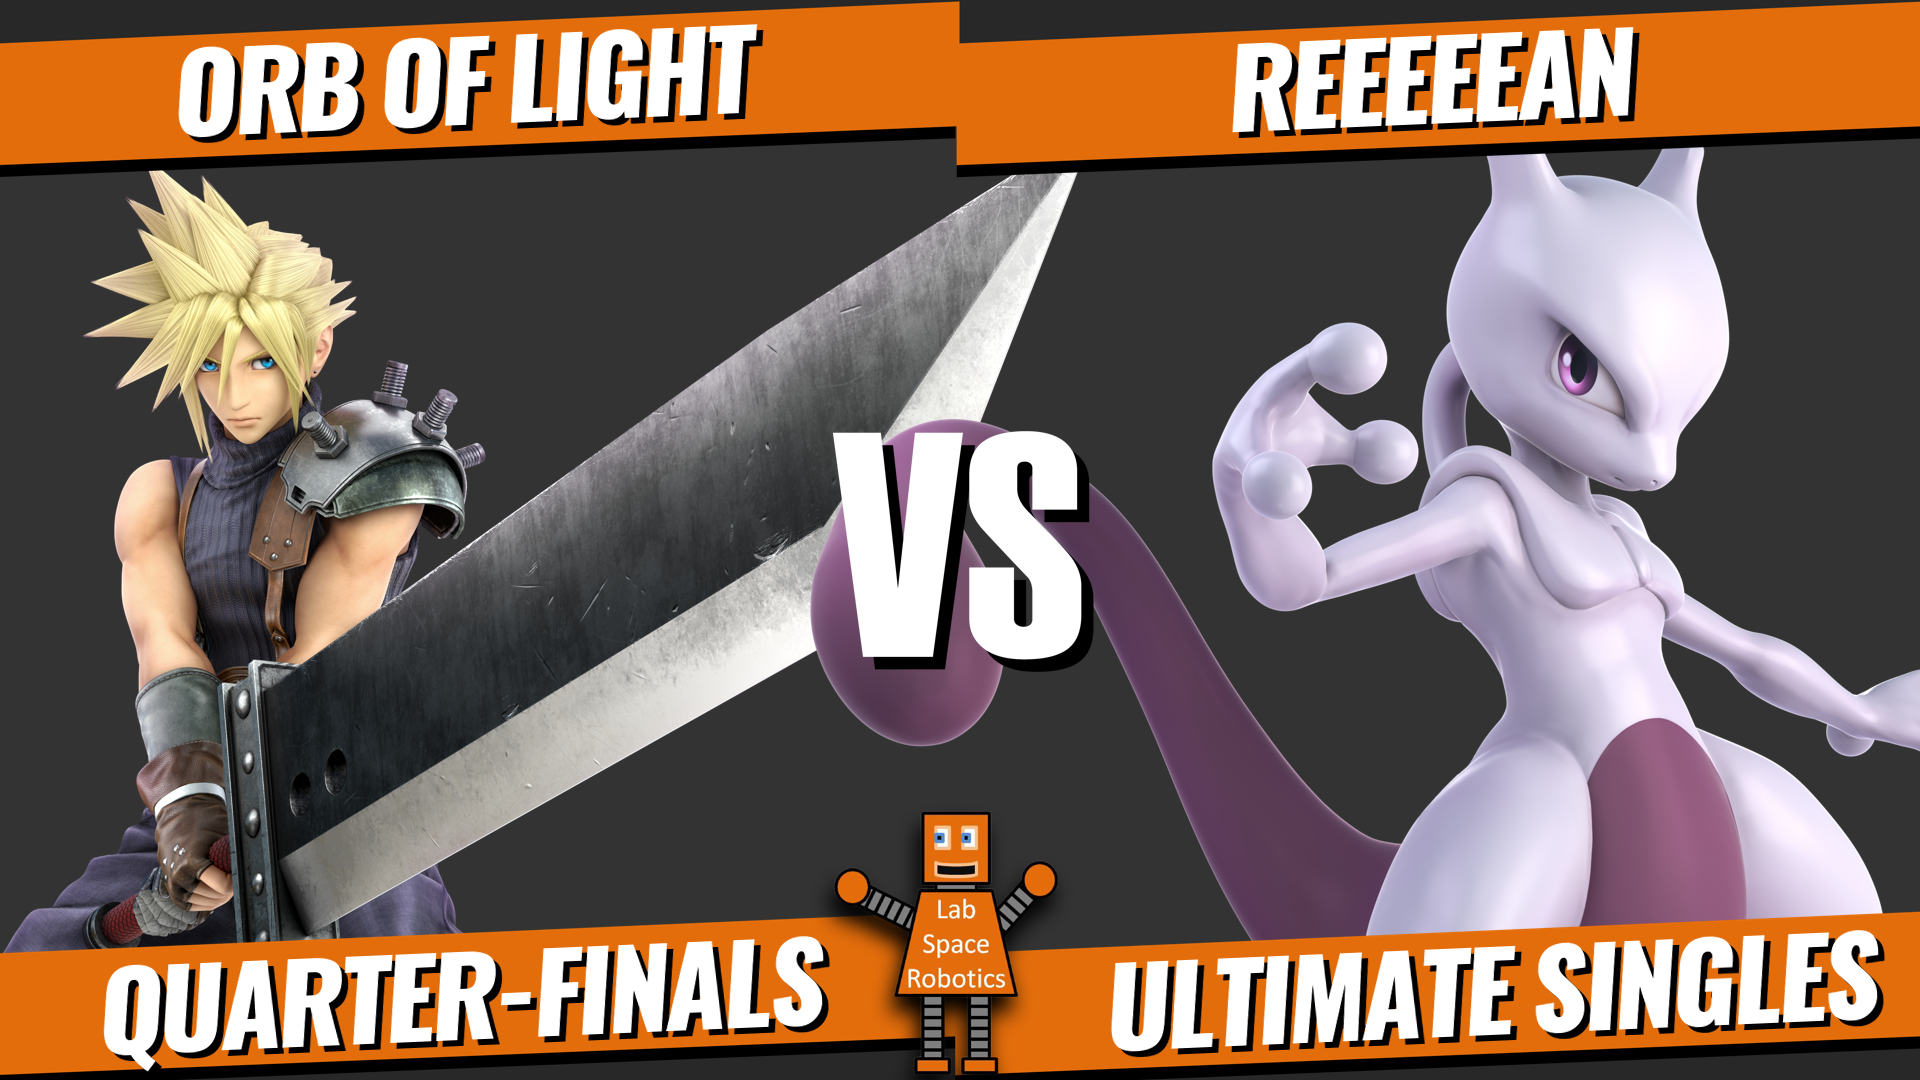 ORB OF LIGHT
REEEEEAN
VS
QUARTER-FINALS
Lab
Space
Robotics
ULTIMATE SINGLES